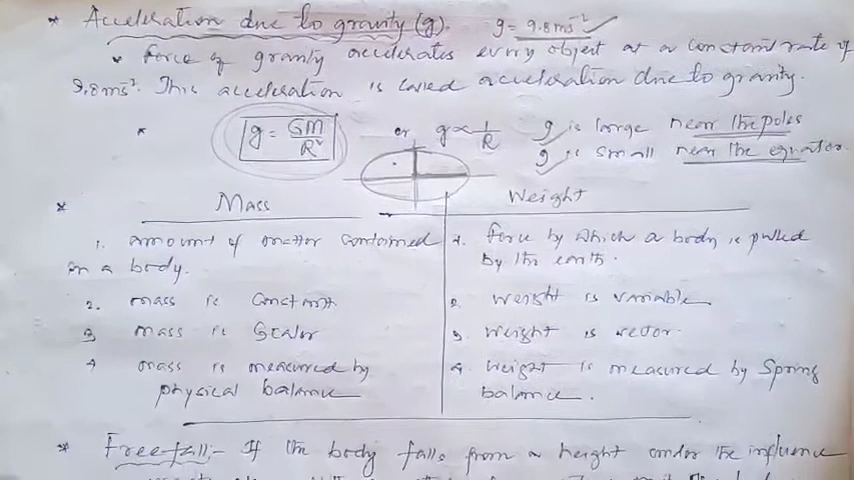 * Acceleration due to gravity (g). g = 9.8ms⁻² ✓
* Force of gravity accelerates every object at a constant rate of
9.8ms⁻². This acceleration is called acceleration due to gravity.
* g = GM/R² or g ∝ 1/R g is large near the poles
g is small near the equator.
* Mass Weight
1. amount of matter contained 1. force by which a body is pulled
in a body. by the earth.
2. mass is constant 2. weight is variable
3 mass is Scalar 3. weight is vector.
4 mass is measured by 4. weight is measured by Spring
physical balance balance.
* Free-fall:- If the body falls from a height under the influence